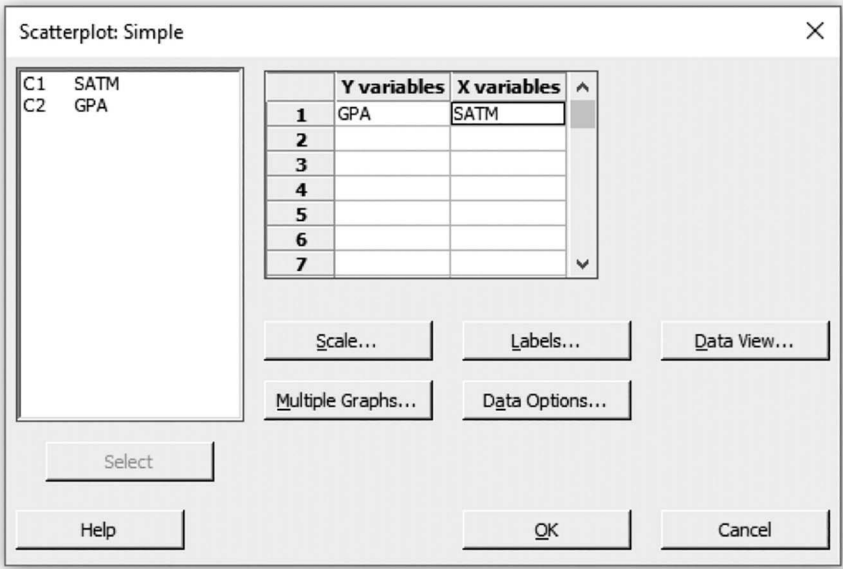 Scatterplot: Simple
C1 SATM
C2 GPA
Y variables X variables
1 GPA SATM
2
3
4
5
6
7
Scale... Labels... Data View...
Multiple Graphs... Data Options...
Select
Help OK Cancel